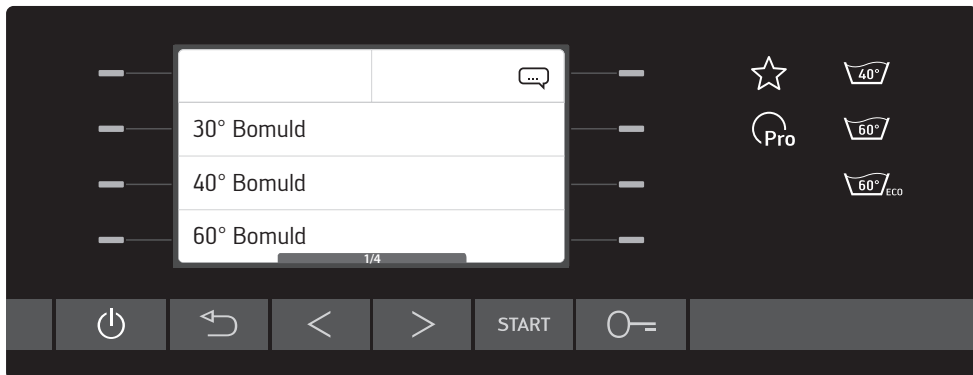 ...
30° Bomuld
40° Bomuld
60° Bomuld
1/4
40°
Pro
60°
60° ECO
START